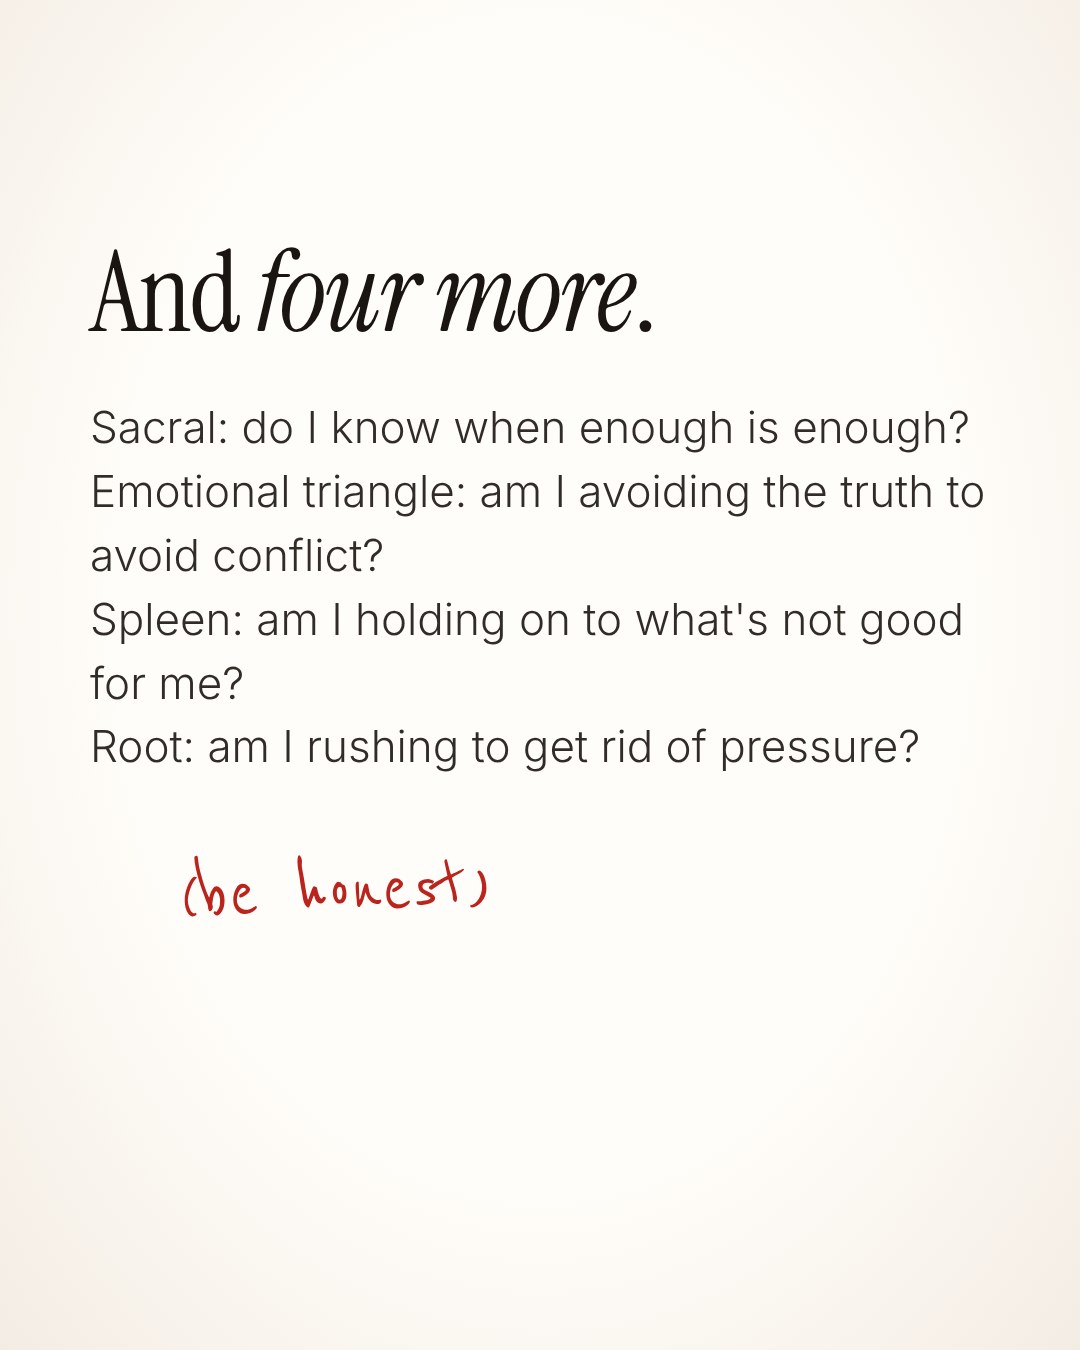 And four more.
Sacral: do I know when enough is enough?
Emotional triangle: am I avoiding the truth to
avoid conflict?
Spleen: am I holding on to what's not good
for me?
Root: am I rushing to get rid of pressure?
(be honest)